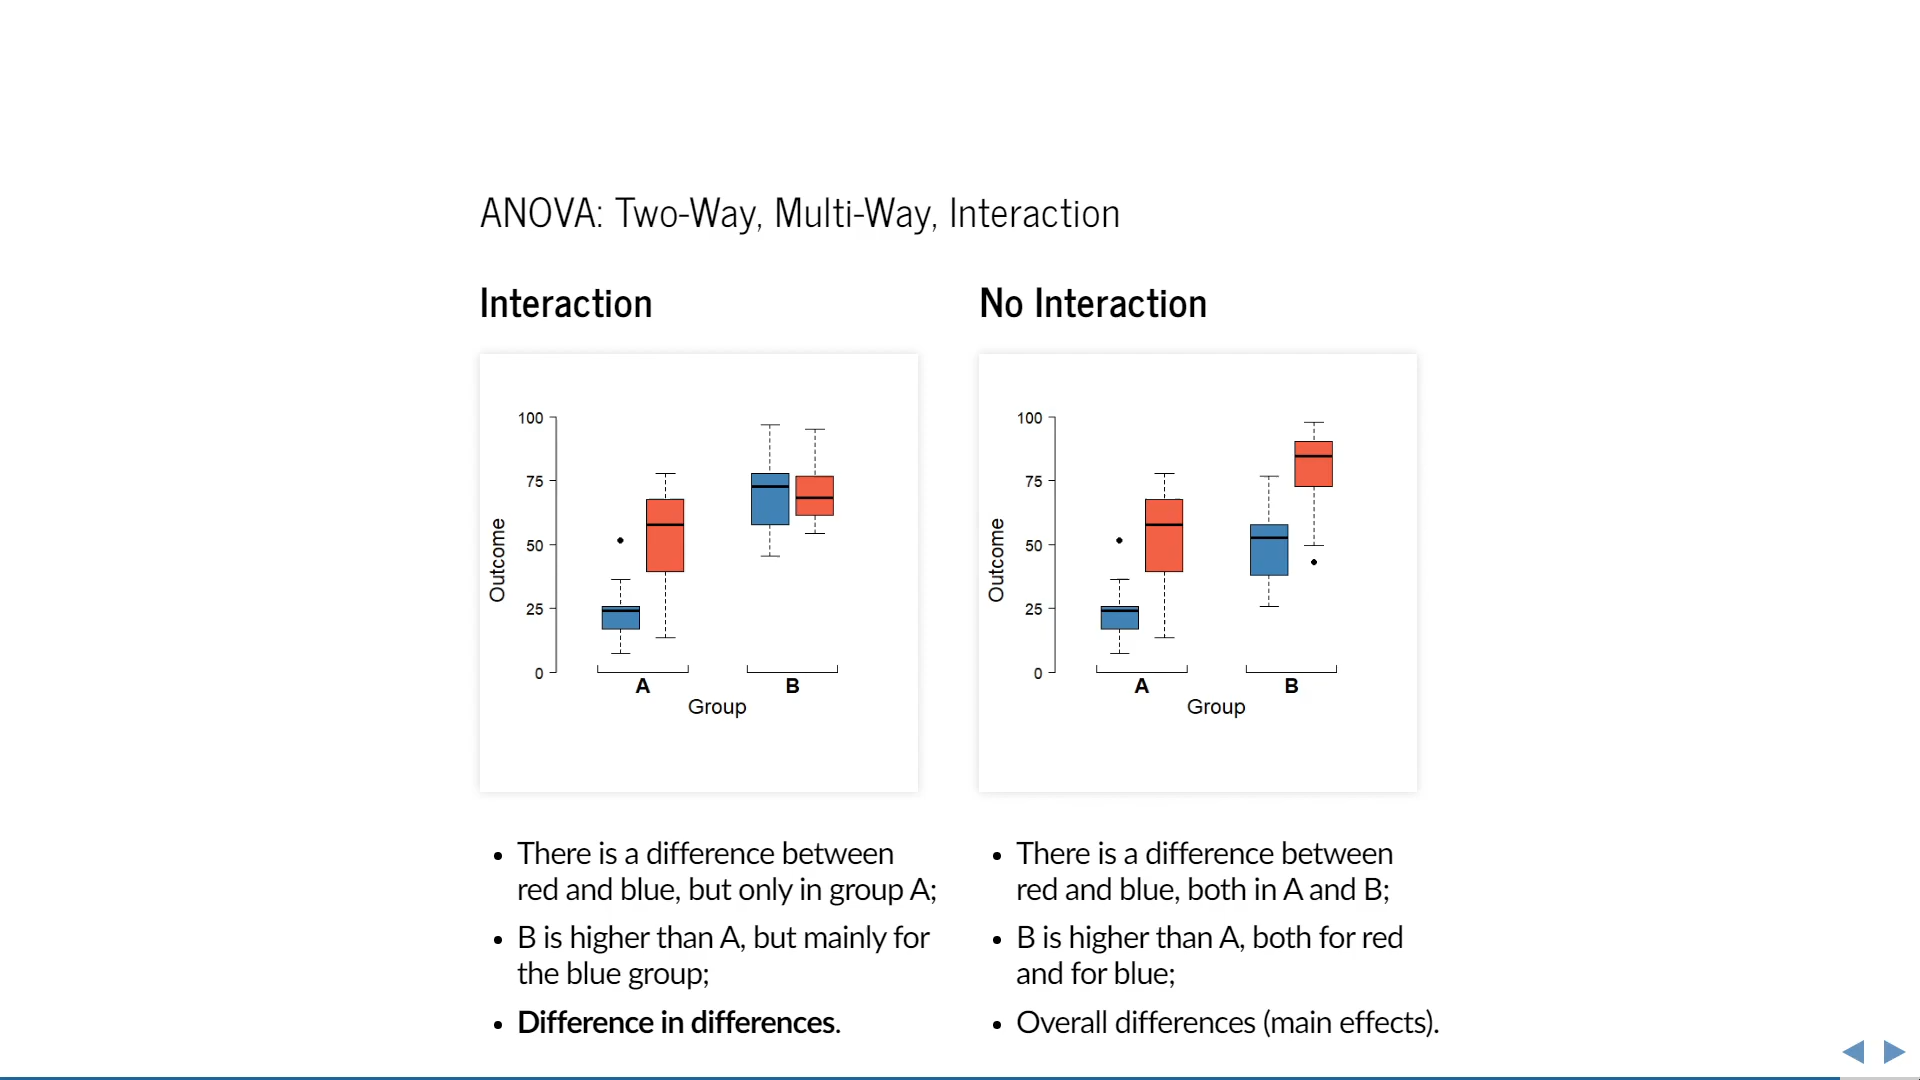 ANOVA: Two-Way, Multi-Way, Interaction
Interaction
100
75
50
25
0
Outcome
A
B
Group
• There is a difference between
red and blue, but only in group A;
• B is higher than A, but mainly for
the blue group;
• Difference in differences.
No Interaction
100
75
50
25
0
Outcome
A
B
Group
• There is a difference between
red and blue, both in A and B;
• B is higher than A, both for red
and for blue;
• Overall differences (main effects).